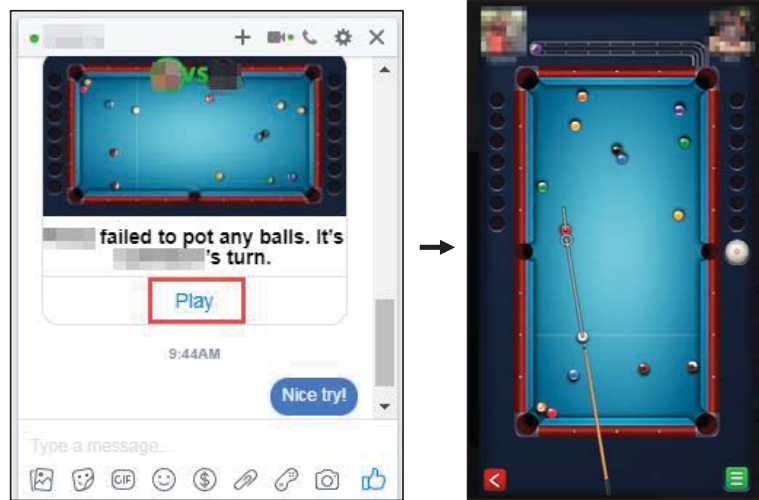 VS
failed to pot any balls. It's
's turn.
Play
9:44AM
Nice try!
Type a message...
GIF
$